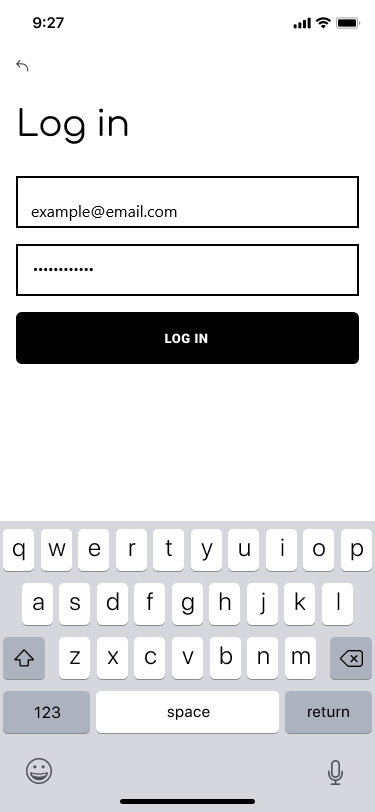 9:27
Log in
example@email.com
••••••••••••
LOG IN
q w e r t y u i o p
a s d f g h j k l
z x c v b n m
123 space return